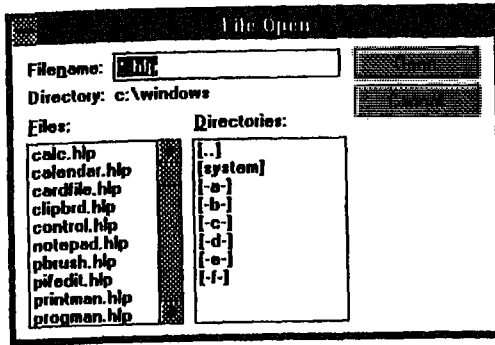 File Open
Filename:
Directory: c:\windows
Files:
Directories:
calc.hlp
calendar.hlp
cardfile.hlp
clipbrd.hlp
control.hlp
notepad.hlp
pbrush.hlp
pifedit.hlp
printman.hlp
progman.hlp
[..]
[system]
[-a-]
[-b-]
[-c-]
[-d-]
[-e-]
[-f-]